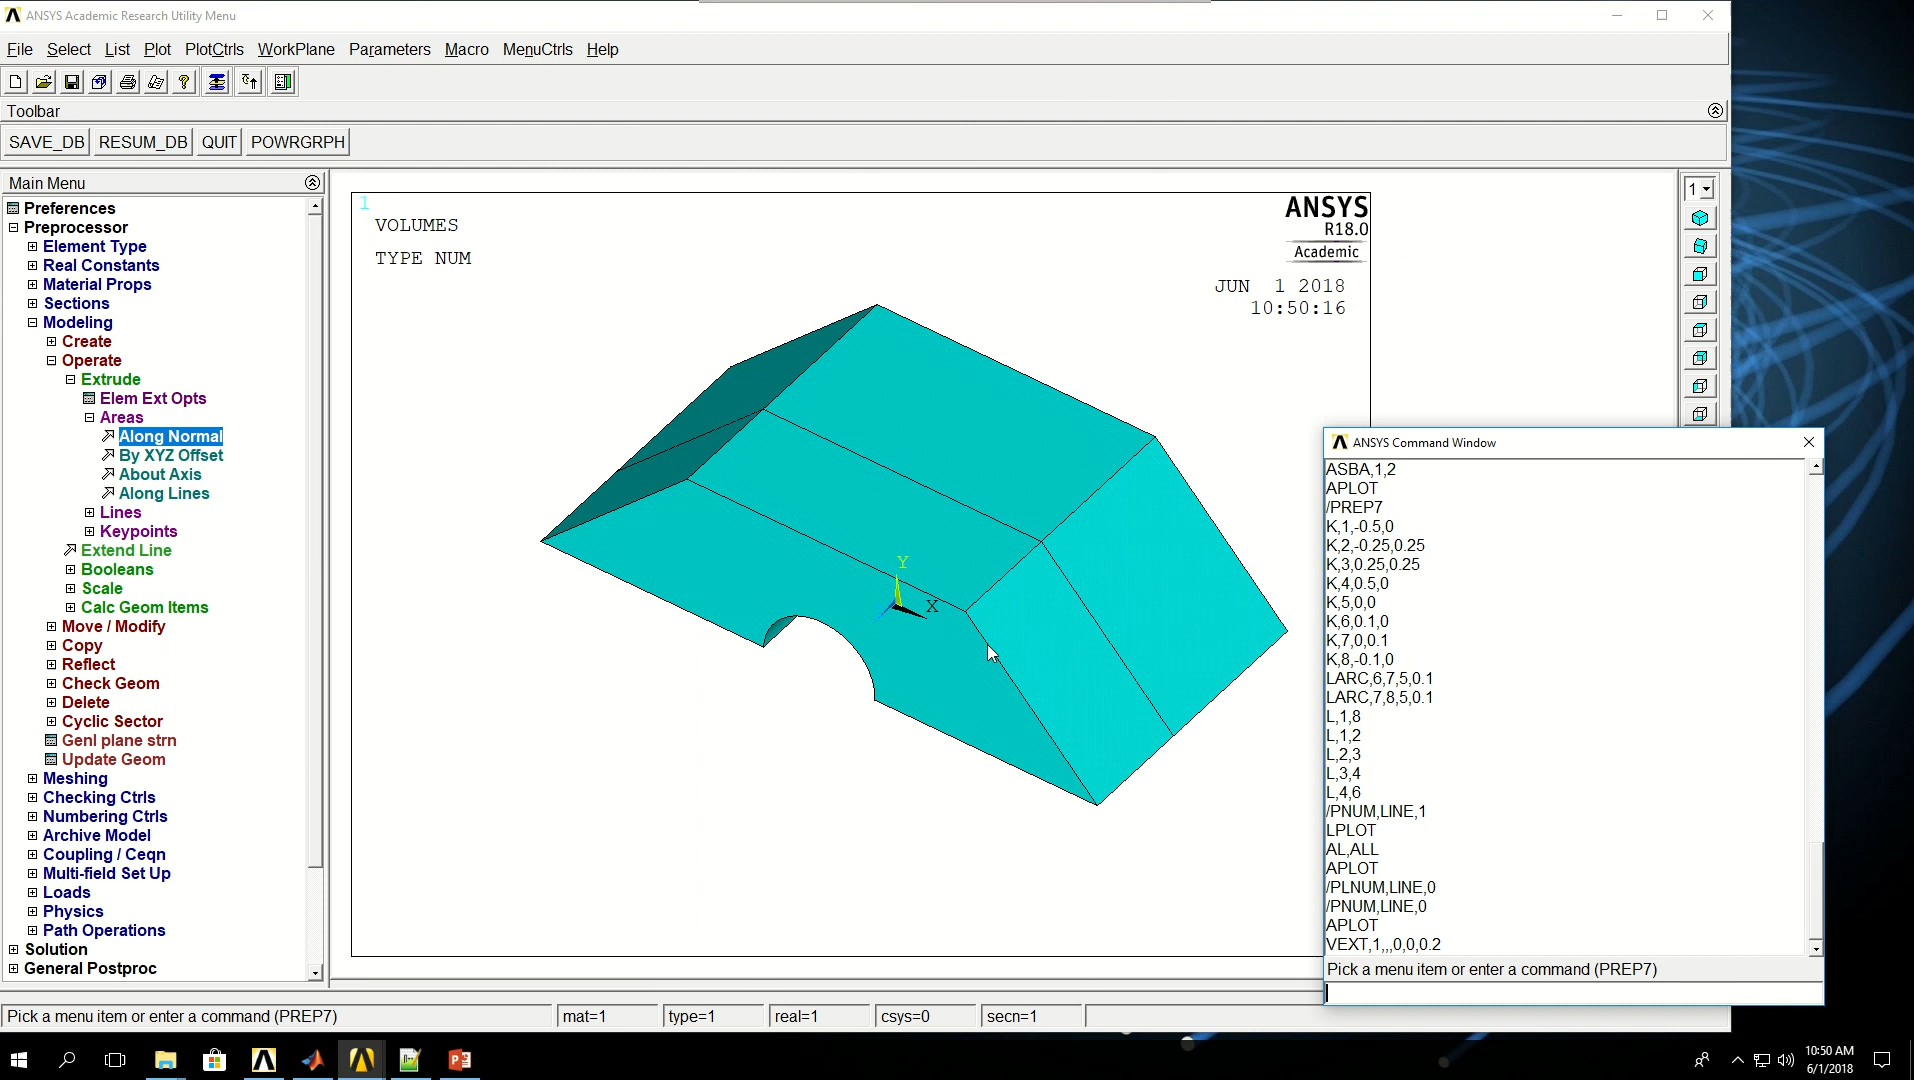 ANSYS Academic Research Utility Menu
File Select List Plot PlotCtrls WorkPlane Parameters Macro MenuCtrls Help
Toolbar
SAVE_DB RESUM_DB QUIT POWRGRPH
Main Menu
Preferences
Preprocessor
Element Type
Real Constants
Material Props
Sections
Modeling
Create
Operate
Extrude
Elem Ext Opts
Areas
Along Normal
By XYZ Offset
About Axis
Along Lines
Lines
Keypoints
Extend Line
Booleans
Scale
Calc Geom Items
Move / Modify
Copy
Reflect
Check Geom
Delete
Cyclic Sector
Genl plane strn
Update Geom
Meshing
Checking Ctrls
Numbering Ctrls
Archive Model
Coupling / Ceqn
Multi-field Set Up
Loads
Physics
Path Operations
Solution
General Postproc
1
VOLUMES
TYPE NUM
ANSYS
R18.0
Academic
JUN 1 2018
10:50:16
Y
X
1
ANSYS Command Window
ASBA,1,2
APLOT
/PREP7
K,1,-0.5,0
K,2,-0.25,0.25
K,3,0.25,0.25
K,4,0.5,0
K,5,0,0
K,6,0.1,0
K,7,0,0.1
K,8,-0.1,0
LARC,6,7,5,0.1
LARC,7,8,5,0.1
L,1,8
L,1,2
L,2,3
L,3,4
L,4,6
/PNUM,LINE,1
LPLOT
AL,ALL
APLOT
/PLNUM,LINE,0
/PNUM,LINE,0
APLOT
VEXT,1,,,0,0,0.2
Pick a menu item or enter a command (PREP7)
Pick a menu item or enter a command (PREP7) mat=1 type=1 real=1 csys=0 secn=1
10:50 AM
6/1/2018